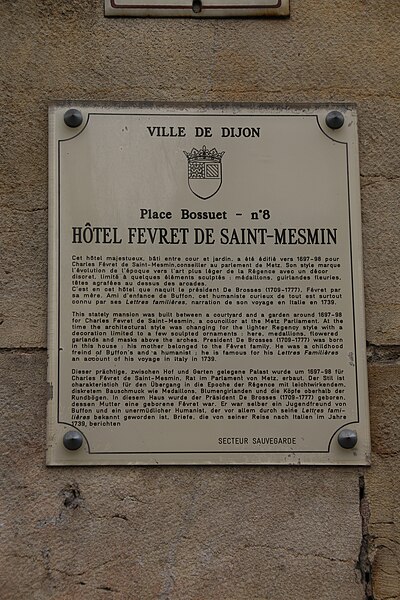 VILLE DE DIJON
Place Bossuet - n°8
HÔTEL FEVRET DE SAINT-MESMIN
Cet hôtel majestueux, bâti entre cour et jardin, a été édifié vers 1697-98 pour
Charles Févret de Saint-Mesmin, conseiller au parlement de Metz. Son style marque
l'évolution de l'époque vers l'art plus léger de la Régence avec un décor
discret, limité à quelques éléments sculptés : médaillons, guirlandes fleuries,
têtes agrafées au dessus des arcades.
C'est en cet hôtel que naquit le président De Brosses (1709-1777), Févret par
sa mère. Ami d'enfance de Buffon, cet humaniste curieux de tout est surtout
connu par ses Lettres familières, narration de son voyage en Italie en 1739.
This stately mansion was built between a courtyard and a garden around 1697-98
for Charles Fevret de Saint-Mesmin, a councillor at the Metz Parliament. At the
time the architectural style was changing for the lighter Regency style with a
decoration limited to a few sculpted ornaments : here, medallions, flowered
garlands and masks above the arches. President De Brosses (1709-1777) was born
in this house : his mother belonged to the Févret family. He was a childhood
freind of Buffon's and a humanist ; he is famous for his Lettres Familières
an account of his voyage in Italy in 1739.
Dieser prächtige, zwischen Hof und Garten gelegene Palast wurde um 1697-98 für
Charles Févret de Saint-Mesmin, Rat im Parlament von Metz, erbaut. Der Stil ist
charakteristich für den Übergang in die Epoche der Régence mit leichtwirkendem,
diskretem Bauschmuck wie Medaillons, Blumengirlanden und die Köpfe oberhalb der
Rundbögen. In diesem Haus wurde der Präsident De Brosses (1709-1777) geboren,
dessen Mutter eine geborene Févret war. Er war selber ein Jugendfreund von
Buffon und ein unermüdlicher Humanist, der vor allem durch seine Lettres fami-
lières bekannt geworden ist, Briefe, die von seiner Reise nach Italien im Jahre
1739, berichten
SECTEUR SAUVEGARDE